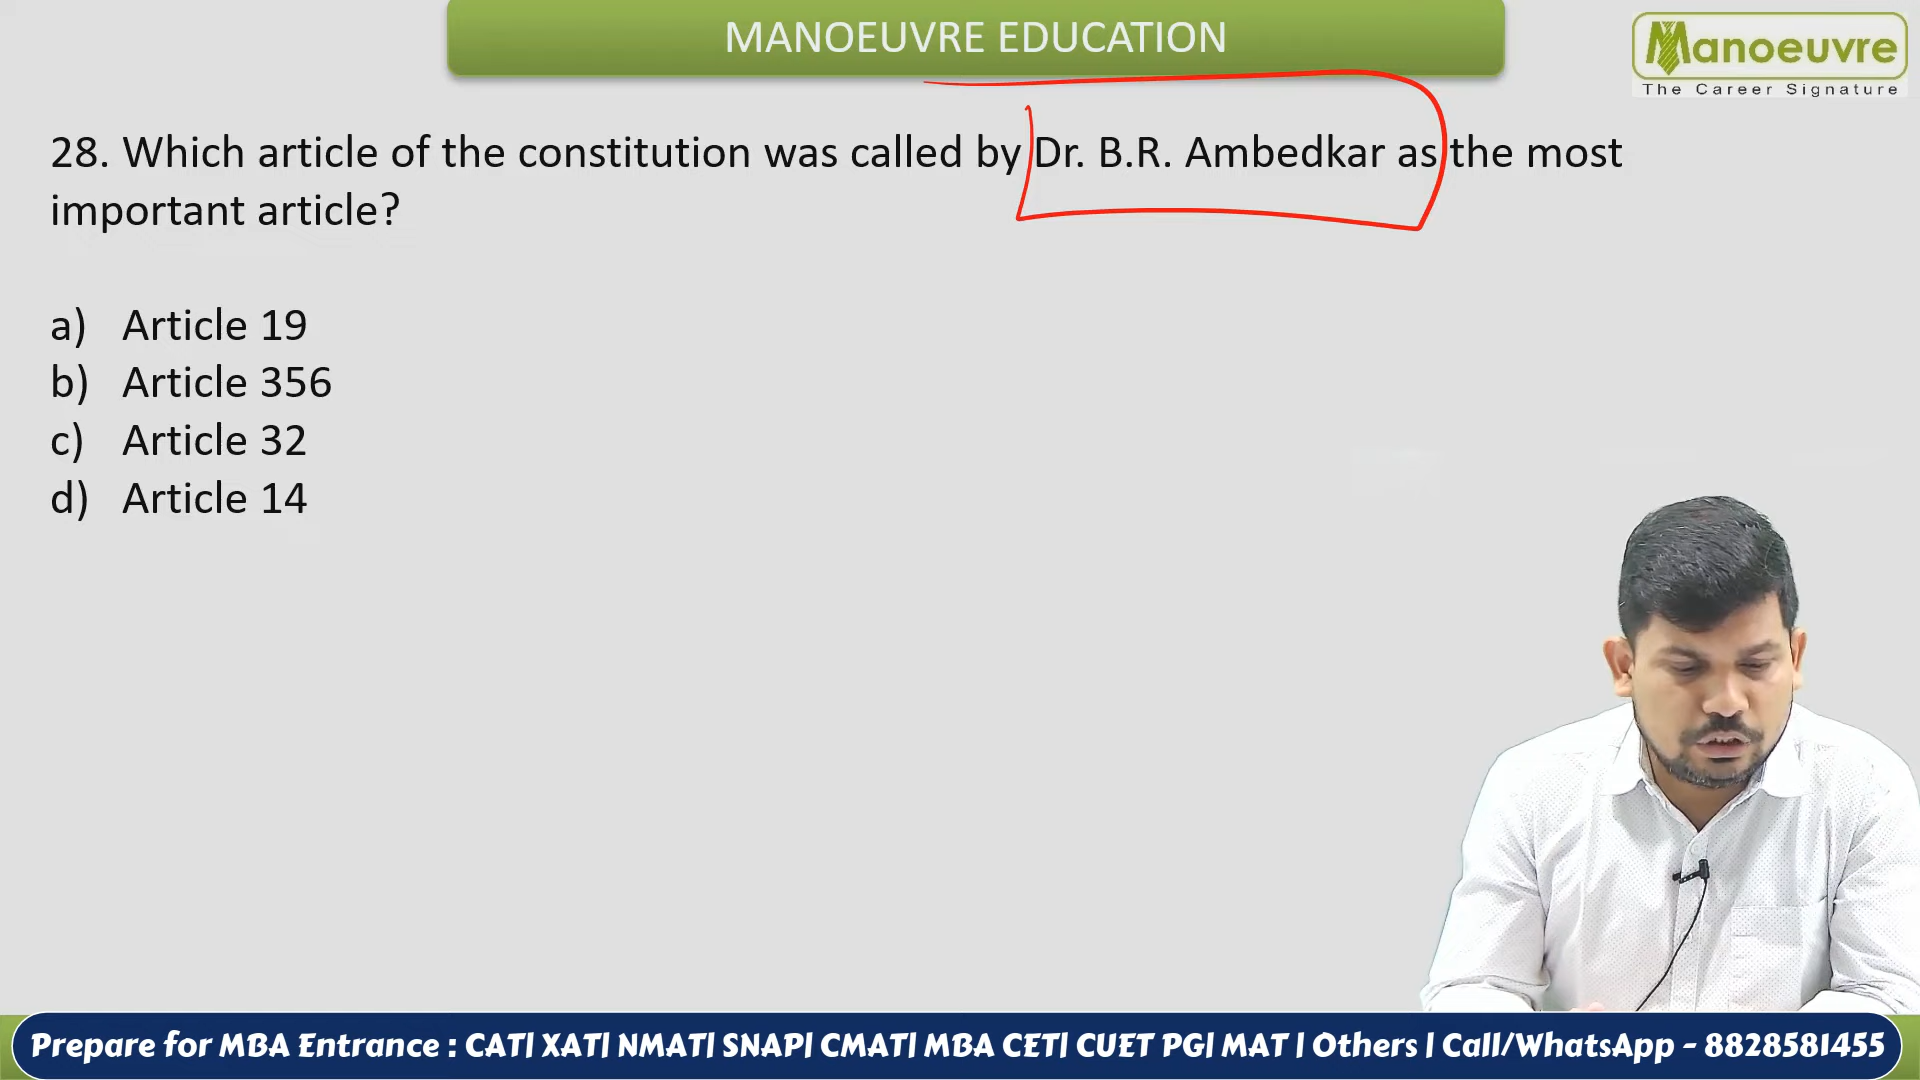 MANOEUVRE EDUCATION
Manoeuvre
The Career Signature
28. Which article of the constitution was called by Dr. B.R. Ambedkar as the most
important article?
a) Article 19
b) Article 356
c) Article 32
d) Article 14
Prepare for MBA Entrance : CAT| XAT| NMAT| SNAP| CMAT| MBA CET| CUET PG| MAT | Others | Call/WhatsApp - 8828581455